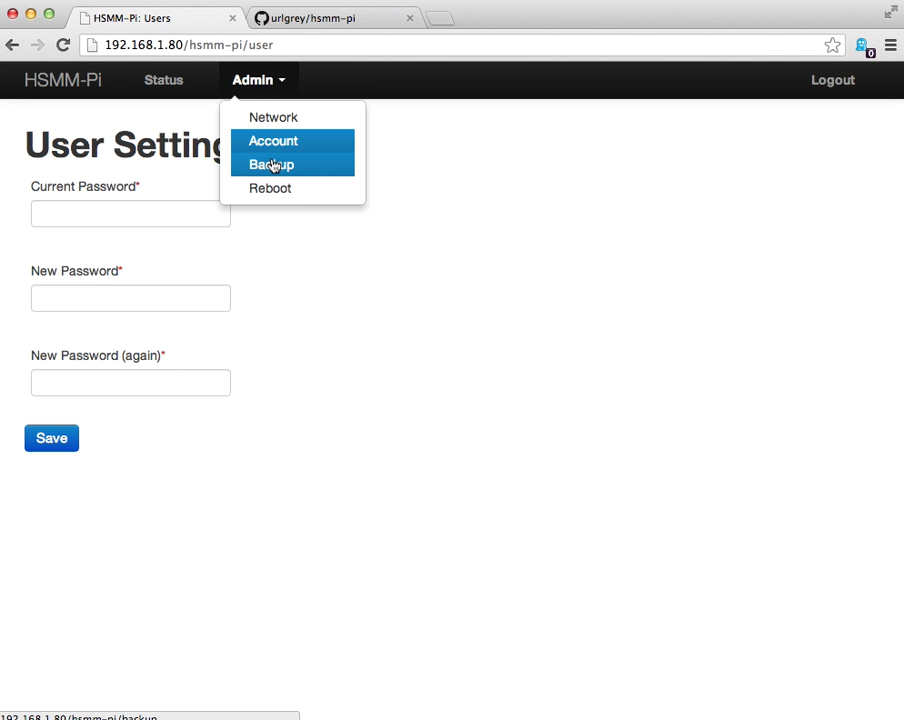 HSMM-Pi: Users
urlgrey/hsmm-pi
192.168.1.80/hsmm-pi/user
0
HSMM-Pi
Status
Admin
Logout
Network
Account
Backup
Reboot
User Setting
Current Password*
New Password*
New Password (again)*
Save
192.168.1.80/hsmm-pi/backup